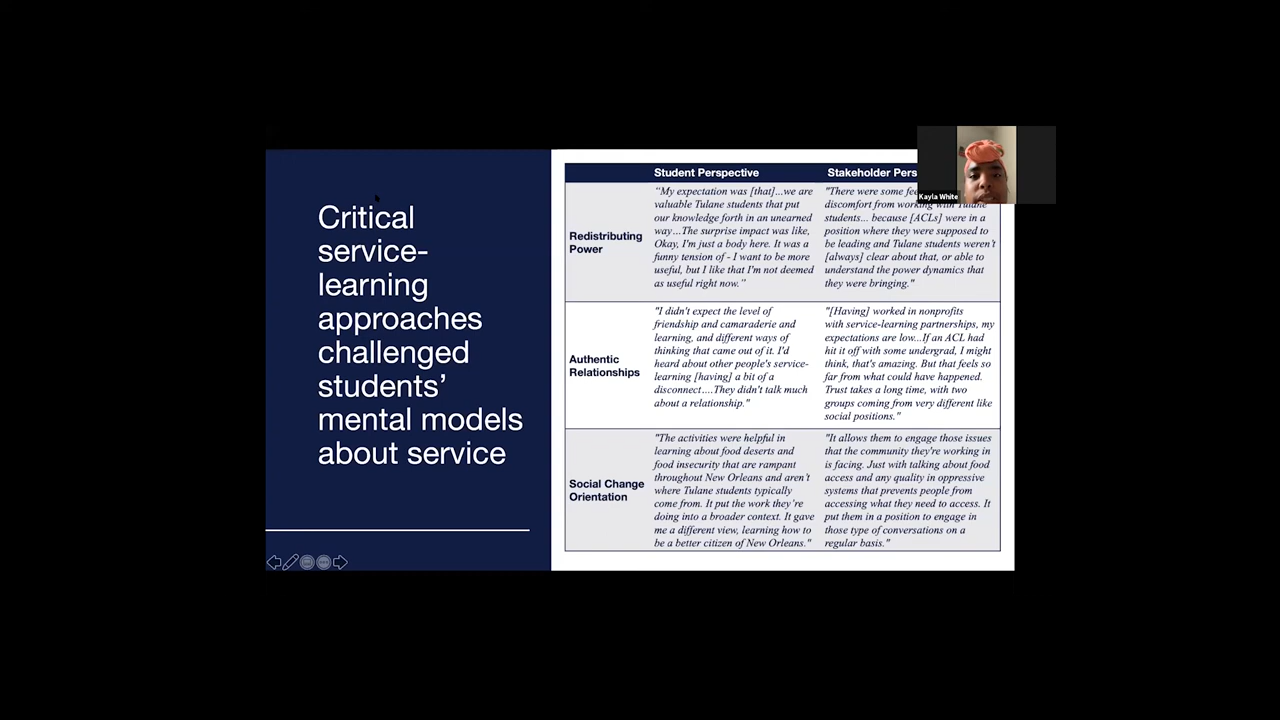 Critical
service-
learning
approaches
challenged
students’
mental models
about service
Student Perspective
Stakeholder
Redistributing
Power
“My expectation was [that]...we are
valuable Tulane students that put
our knowledge forth in an unearned
way…The surprise impact was like,
Okay, I'm just a body here. It was a
funny tension of - I want to be more
useful, but I like that I'm not deemed
as useful right now.”
"There were some
discomfort from working with Tulane
students... because [ACLs] were in a
position where they were supposed to
be leading and Tulane students weren’t
[always] clear about that, or able to
understand the power dynamics that
they were bringing."
Authentic
Relationships
"I didn't expect the level of
friendship and camaraderie and
learning, and different ways of
thinking that came out of it. I'd
heard about other people's service-
learning [having] a bit of a
disconnect….They didn't talk much
about a relationship."
"[Having] worked in nonprofits
with service-learning partnerships, my
expectations are low...If an ACL had
hit it off with some undergrad, I might
think, that's amazing. But that feels so
far from what could have happened.
Trust takes a long time, with two
groups coming from very different like
social positions."
Social Change
Orientation
"The activities were helpful in
learning about food deserts and
food insecurity that are rampant
throughout New Orleans and aren’t
where Tulane students typically
come from. It put the work they’re
doing into a broader context. It gave
me a different view, learning how to
be a better citizen of New Orleans."
"It allows them to engage those issues
that the community they're working in
is facing. Just with talking about food
access and any quality in oppressive
systems that prevents people from
accessing what they need to access. It
put them in a position to engage in
those type of conversations on a
regular basis."
Kayla White